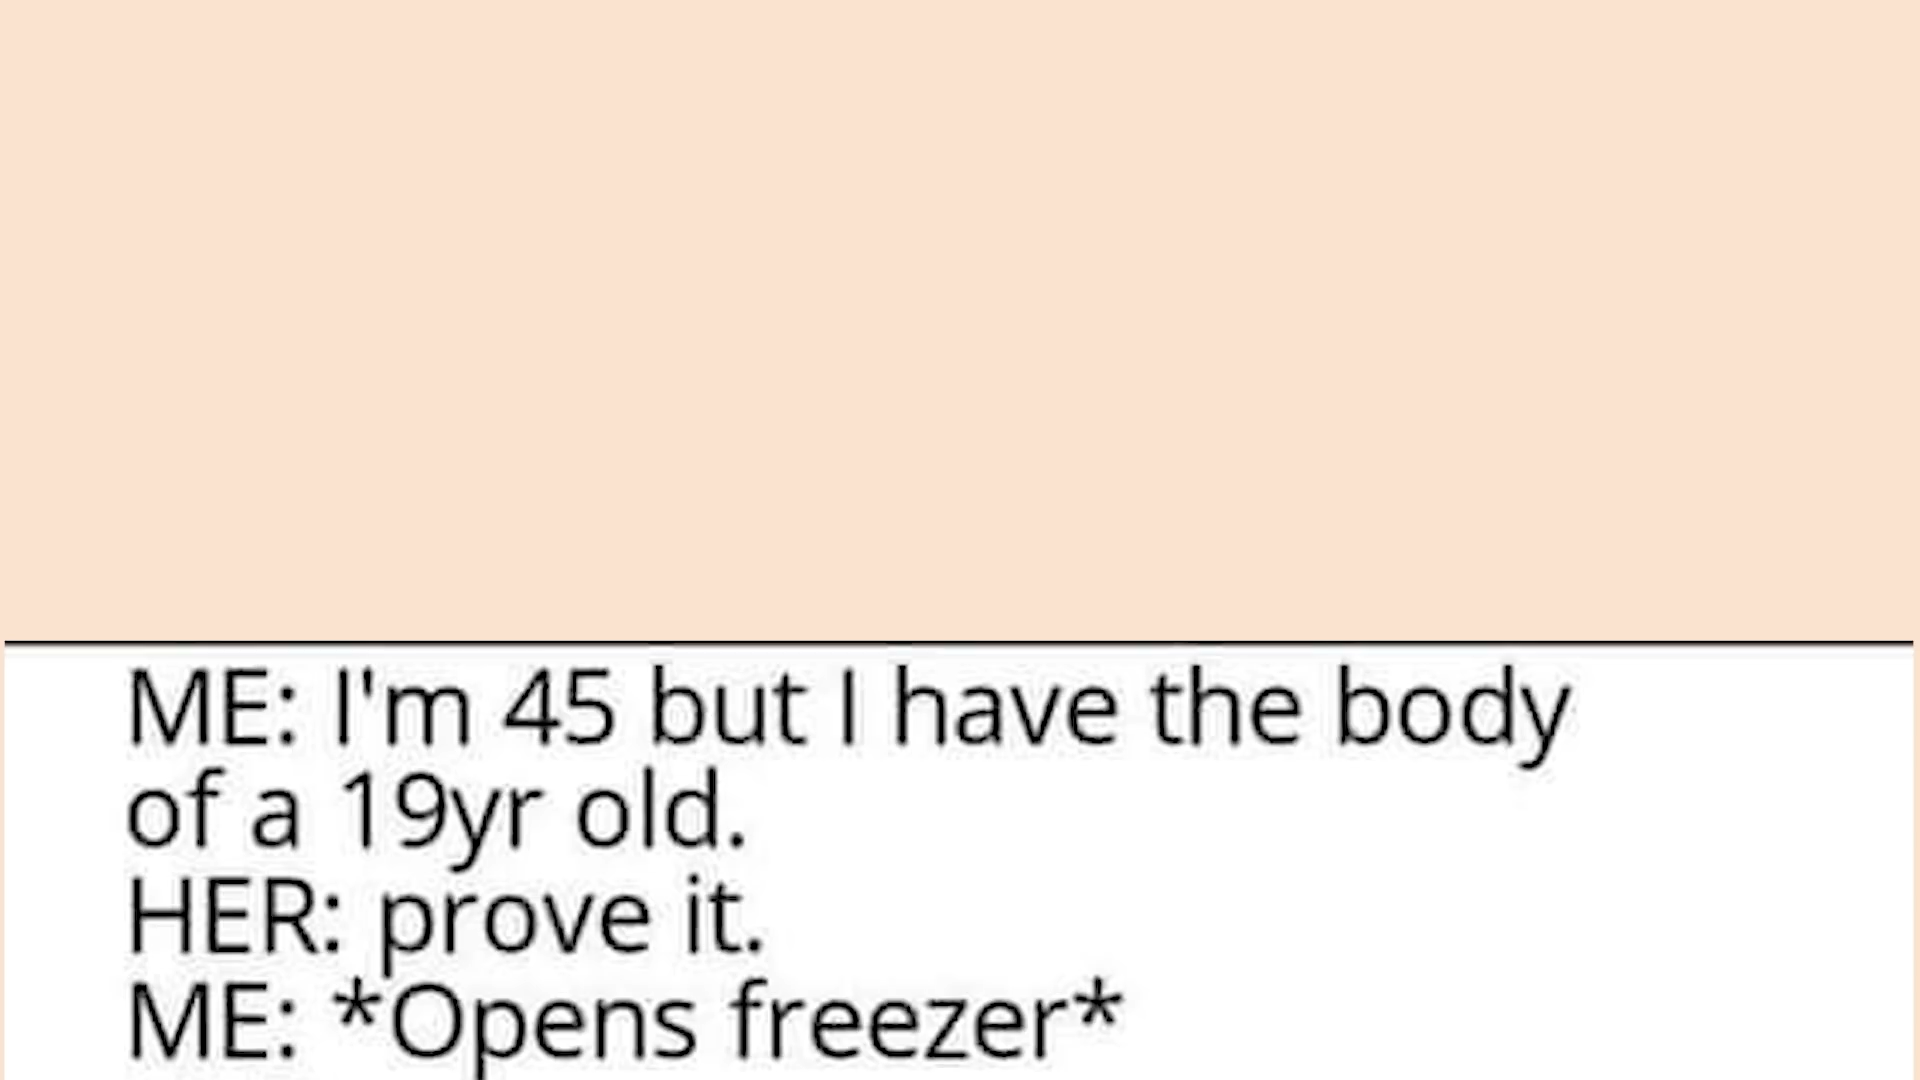 ME: I'm 45 but I have the body
of a 19yr old.
HER: prove it.
ME: *Opens freezer*